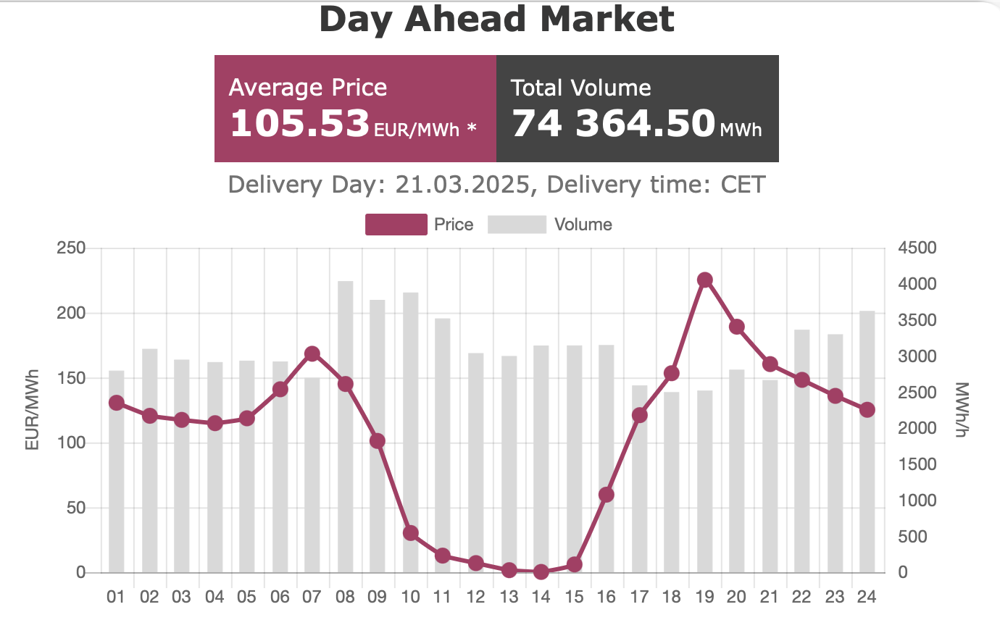 Day Ahead Market
Average Price
105.53 EUR/MWh *
Total Volume
74 364.50 MWh
Delivery Day: 21.03.2025, Delivery time: CET
Price
Volume
250
200
150
100
50
0
EUR/MWh
4500
4000
3500
3000
2500
2000
1500
1000
500
0
MWh/h
01 02 03 04 05 06 07 08 09 10 11 12 13 14 15 16 17 18 19 20 21 22 23 24